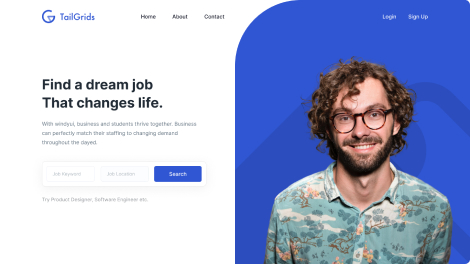 TailGrids
Home About Contact
Login Sign Up
Find a dream job
That changes life.
With windyui, business and students thrive together. Business
can perfectly match their staffing to changing demand
throughout the dayed.
Job Keyword Job Location Search
Try Product Designer, Software Engineer etc.